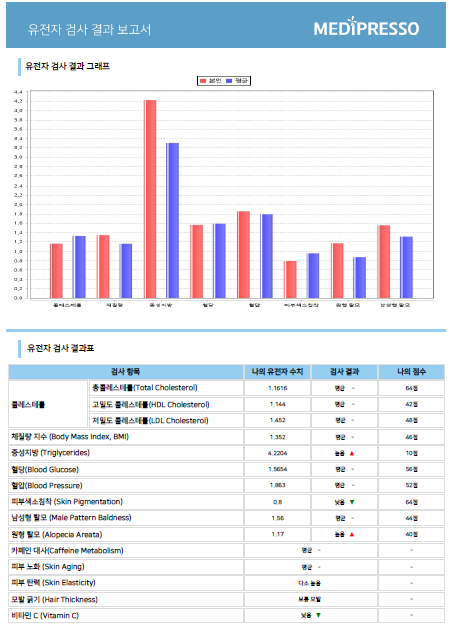 유전자 검사 결과 보고서
MEDIPRESSO
유전자 검사 결과 그래프
본인 평균
4.4
4.2
4.0
3.8
3.6
3.4
3.2
3.0
2.8
2.6
2.4
2.2
2.0
1.8
1.6
1.4
1.2
1.0
0.8
0.6
0.4
0.2
0.0
콜레스테롤 체질량 중성지방 혈당 혈압 피부색소침착 원형 탈모 남성형 탈모
유전자 검사 결과표
검사 항목 나의 유전자 수치 검사 결과 나의 점수
콜레스테롤
총콜레스테롤(Total Cholesterol) 1.1616 평균 - 64점
고밀도 콜레스테롤(HDL Cholesterol) 1.144 평균 - 42점
저밀도 콜레스테롤(LDL Cholesterol) 1.452 평균 - 48점
체질량 지수 (Body Mass Index, BMI) 1.352 평균 - 46점
중성지방 (Triglycerides) 4.2204 높음 ▲ 10점
혈당(Blood Glucose) 1.5654 평균 - 56점
혈압(Blood Pressure) 1.863 평균 - 52점
피부색소침착 (Skin Pigmentation) 0.8 낮음 ▼ 64점
남성형 탈모 (Male Pattern Baldness) 1.56 평균 - 44점
원형 탈모 (Alopecia Areata) 1.17 높음 ▲ 40점
카페인 대사(Caffeine Metabolism) 평균 - -
피부 노화 (Skin Aging) 평균 - -
피부 탄력 (Skin Elasticity) 다소 높음 -
모발 굵기 (Hair Thickness) 보통 모발 -
비타민 C (Vitamin C) 낮음 ▼ -